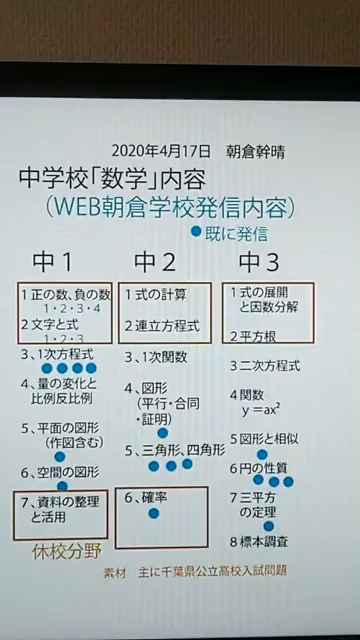 2020年4月17日　朝倉幹晴
中学校「数学」内容
（WEB朝倉学校発信内容）
●既に発信
中1
1正の数、負の数
1・2・3・4
2文字と式
1・2・3
3、1次方程式
4、量の変化と
比例反比例
5、平面の図形
（作図含む）
6、空間の図形
7、資料の整理
と活用
休校分野
中2
1式の計算
2連立方程式
3、1次関数
4、図形
（平行・合同
・証明）
5、三角形、四角形
6、確率
中3
1式の展開
と因数分解
2平方根
3二次方程式
4関数
y＝ax²
5図形と相似
6円の性質
7三平方
の定理
8標本調査
素材　主に千葉県公立高校入試問題